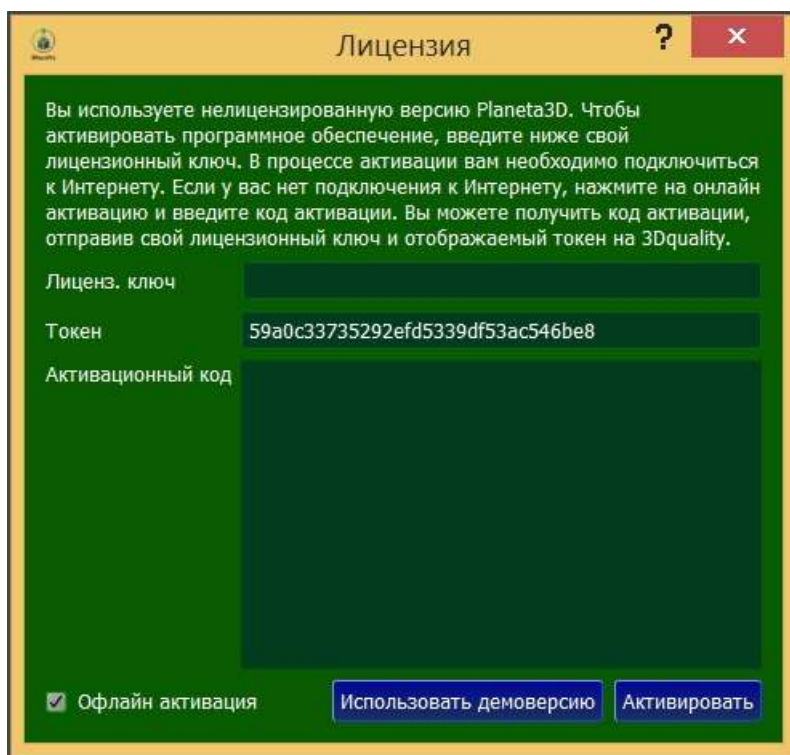 Лицензия
?
Вы используете нелицензированную версию Planeta3D. Чтобы
активировать программное обеспечение, введите ниже свой
лицензионный ключ. В процессе активации вам необходимо подключиться
к Интернету. Если у вас нет подключения к Интернету, нажмите на онлайн
активацию и введите код активации. Вы можете получить код активации,
отправив свой лицензионный ключ и отображаемый токен на 3Dquality.
Лиценз. ключ
Токен 59a0c33735292efd5339df53ac546be8
Активационный код
Офлайн активация Использовать демоверсию Активировать